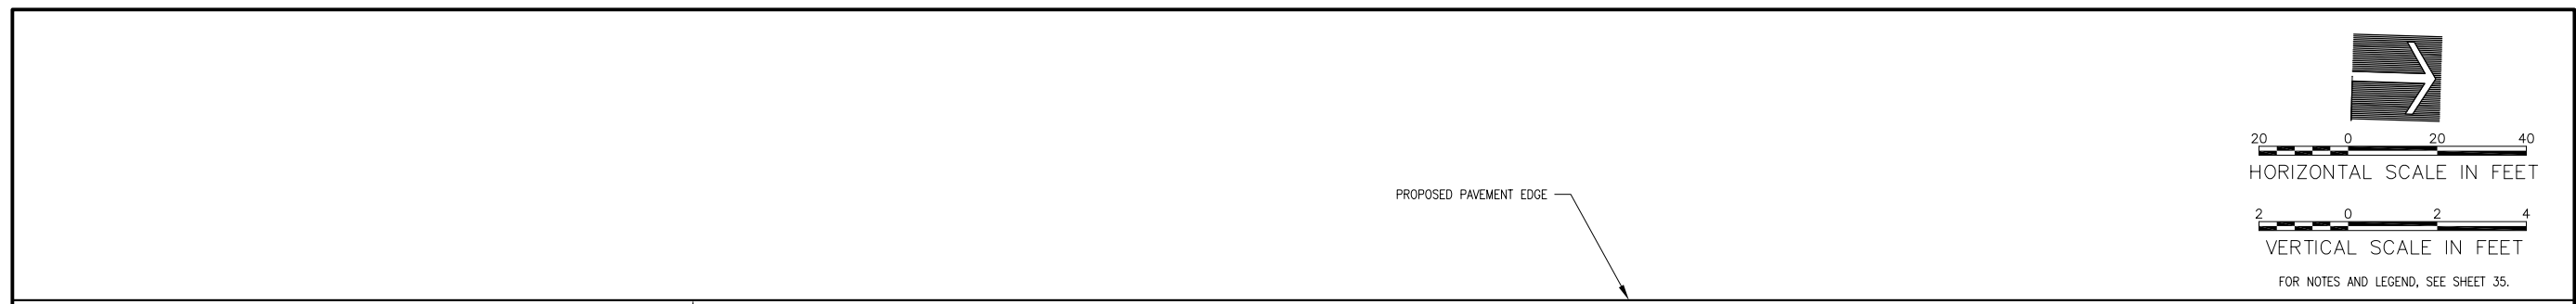 20 0 20 40
HORIZONTAL SCALE IN FEET
PROPOSED PAVEMENT EDGE
2 0 2 4
VERTICAL SCALE IN FEET
FOR NOTES AND LEGEND, SEE SHEET 35.